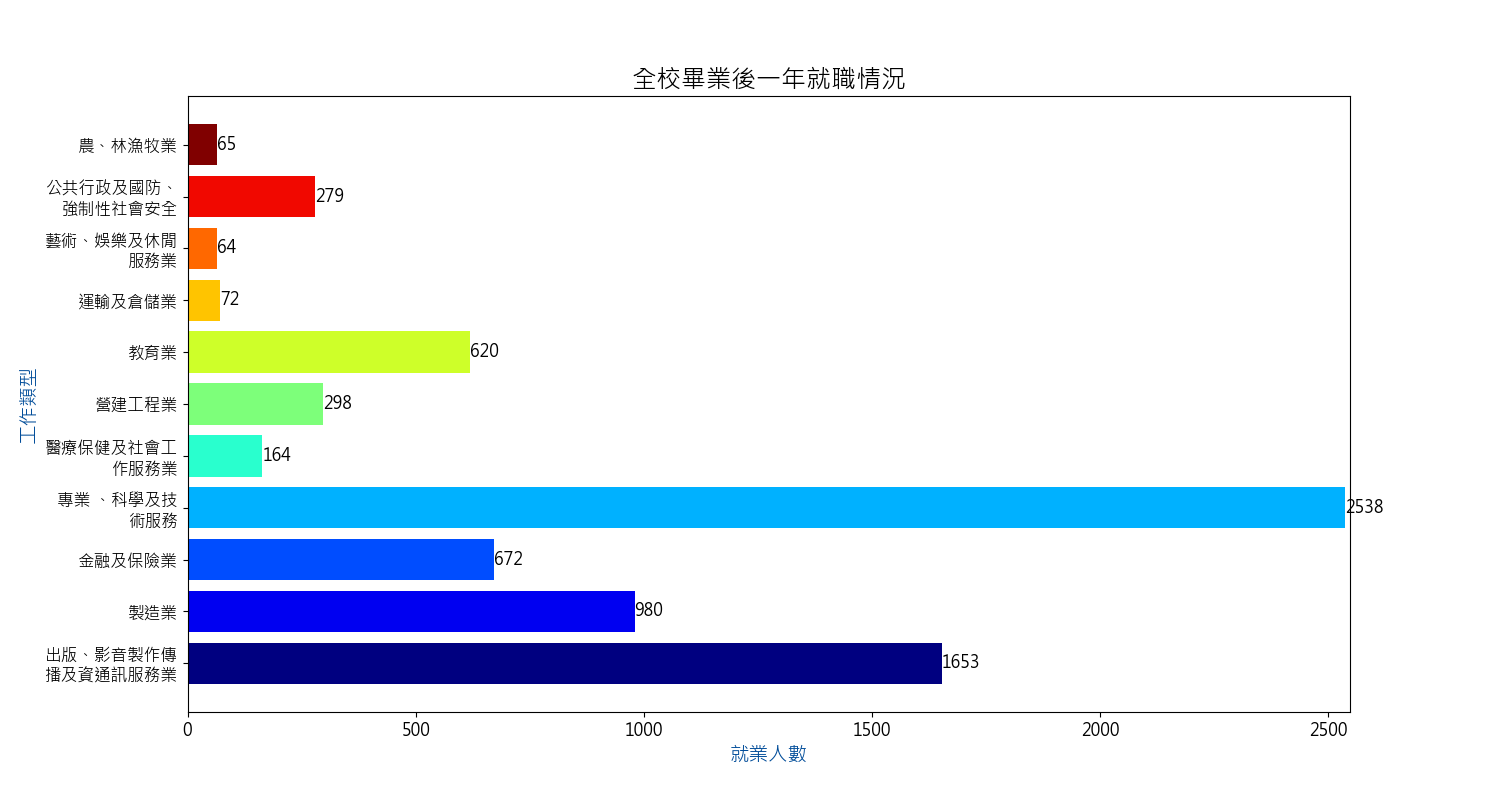 全校畢業後一年就職情況
農、林漁牧業
65
公共行政及國防、
強制性社會安全
279
藝術、娛樂及休閒
服務業
64
運輸及倉儲業
72
教育業
620
營建工程業
298
醫療保健及社會工
作服務業
164
專業 、科學及技
術服務
2538
金融及保險業
672
製造業
980
出版、影音製作傳
播及資通訊服務業
1653
工作類型
0 500 1000 1500 2000 2500
就業人數